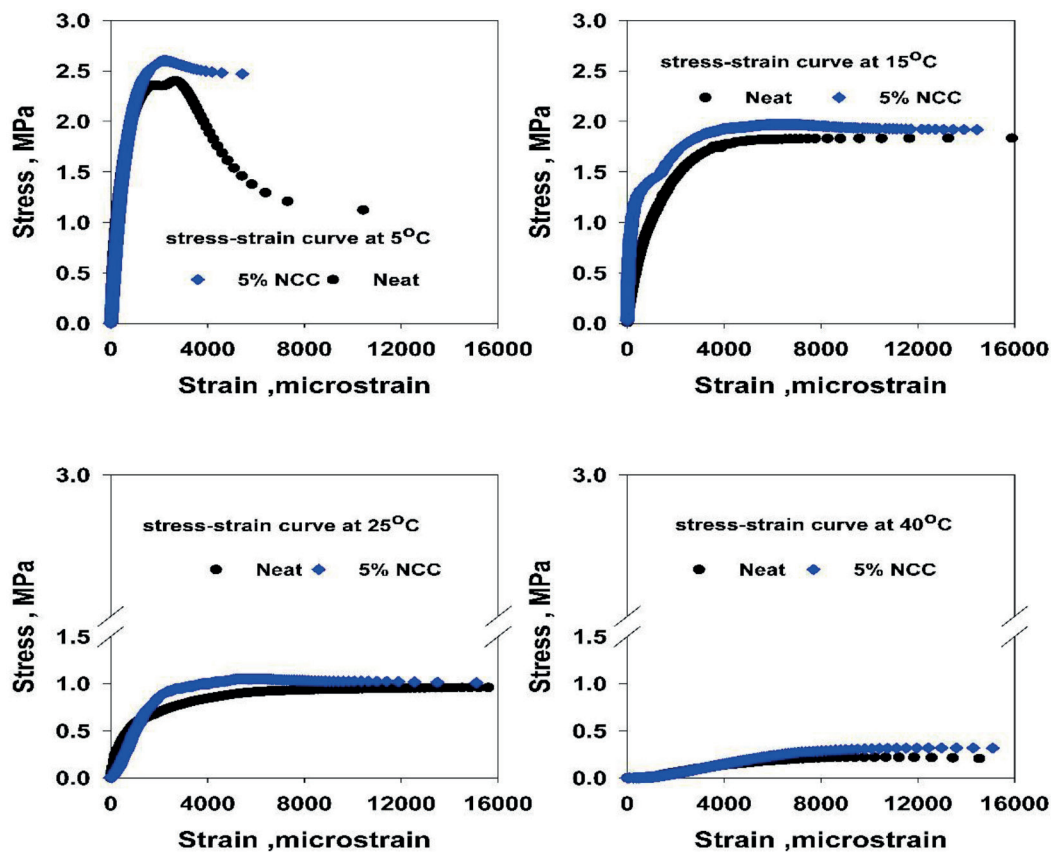 3.0
2.5
2.0
1.5
1.0
0.5
0.0
Stress , MPa
stress-strain curve at 5°C
5% NCC Neat
0 4000 8000 12000 16000
Strain ,microstrain
3.0
2.5
2.0
1.5
1.0
0.5
0.0
Stress , MPa
stress-strain curve at 15°C
Neat 5% NCC
0 4000 8000 12000 16000
Strain ,microstrain
3.0
1.5
1.0
0.5
0.0
Stress , MPa
stress-strain curve at 25°C
Neat 5% NCC
0 4000 8000 12000 16000
Strain ,microstrain
3.0
1.5
1.0
0.5
0.0
Stress , MPa
stress-strain curve at 40°C
Neat 5% NCC
0 4000 8000 12000 16000
Strain ,microstrain